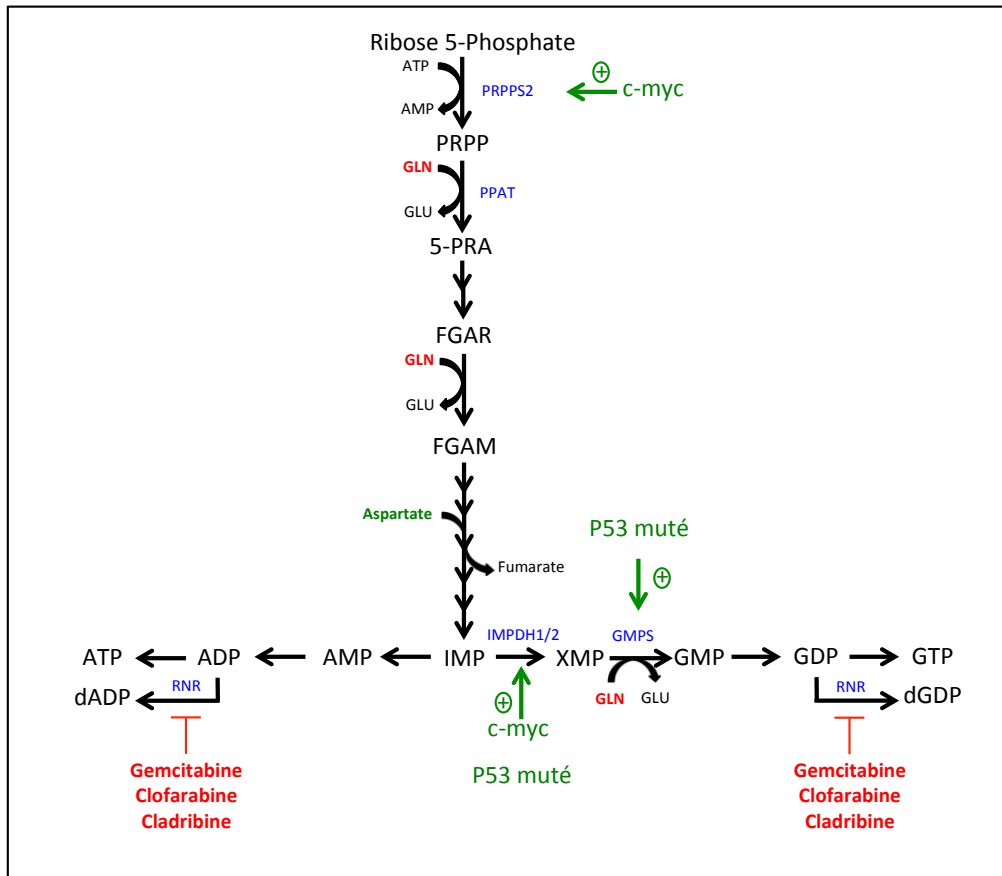 Ribose 5-Phosphate
ATP
PRPPS2
⊕
c-myc
AMP
PRPP
GLN
PPAT
GLU
5-PRA
FGAR
GLN
GLU
FGAM
Aspartate
P53 muté
⊕
Fumarate
IMPDH1/2
GMPS
ATP
ADP
AMP
IMP
XMP
GMP
GDP
GTP
RNR
dADP
GLN
GLU
RNR
dGDP
⊕
c-myc
P53 muté
Gemcitabine
Clofarabine
Cladribine
Gemcitabine
Clofarabine
Cladribine